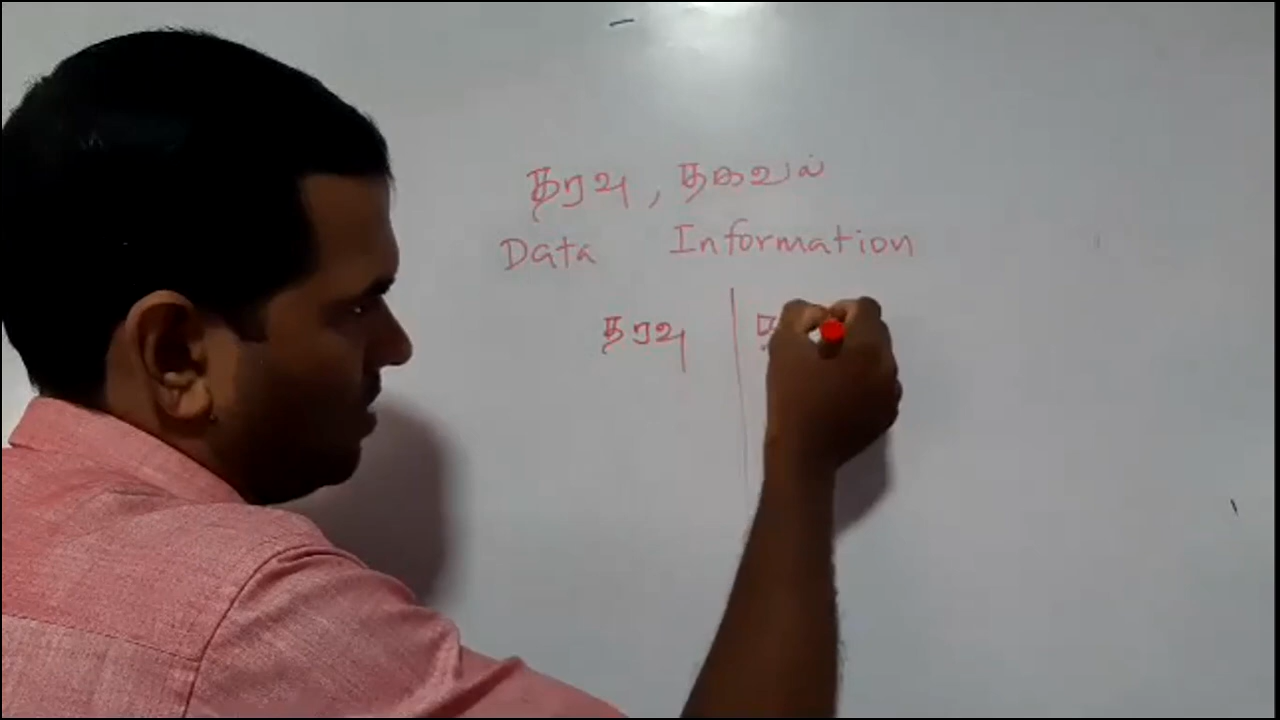 தரவு , தகவல்
Data Information
தரவு